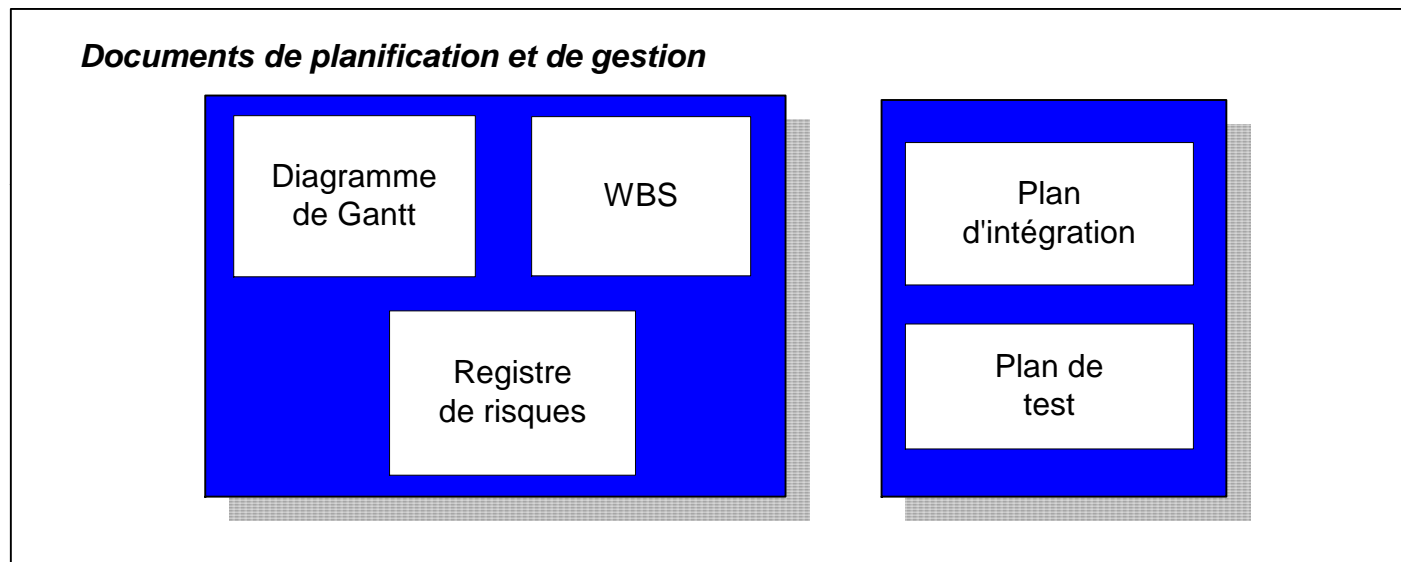 Documents de planification et de gestion
Diagramme
de Gantt
WBS
Registre
de risques
Plan
d'intégration
Plan de
test